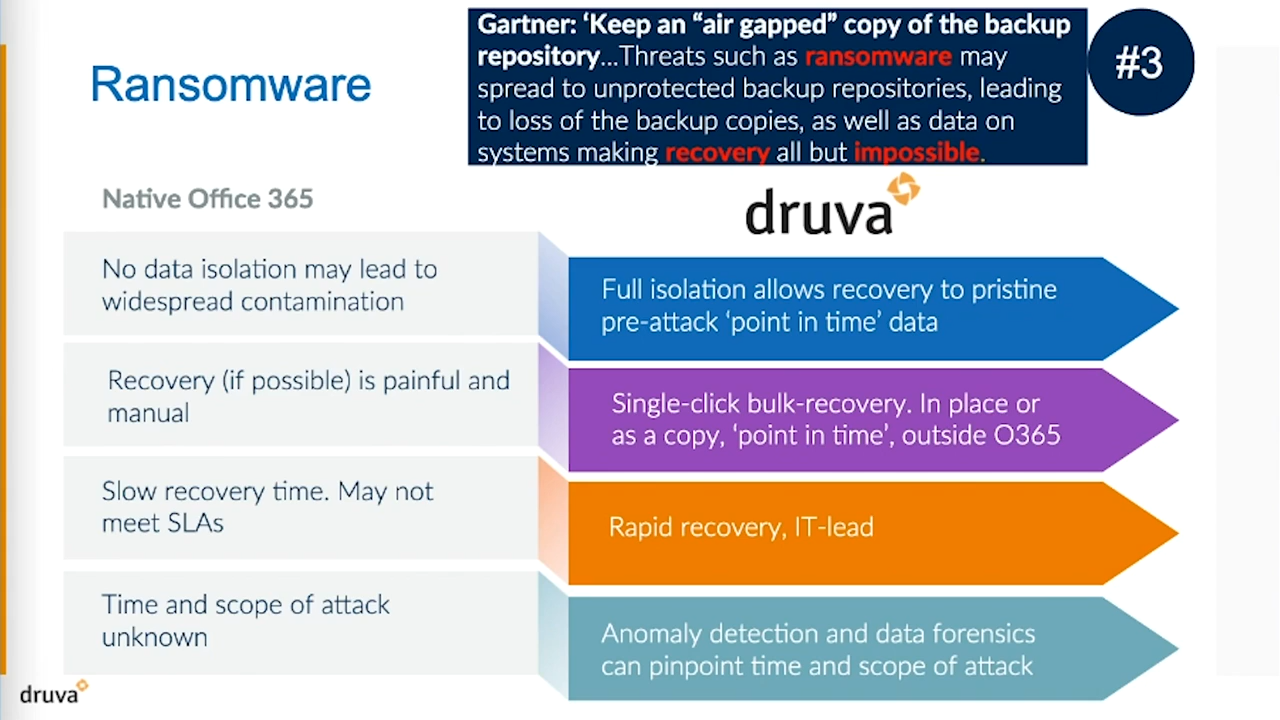 Ransomware
Gartner: ‘Keep an “air gapped” copy of the backup
repository...Threats such as ransomware may
spread to unprotected backup repositories, leading
to loss of the backup copies, as well as data on
systems making recovery all but impossible.
#3
Native Office 365
druva
No data isolation may lead to
widespread contamination
Full isolation allows recovery to pristine
pre-attack ‘point in time’ data
Recovery (if possible) is painful and
manual
Single-click bulk-recovery. In place or
as a copy, ‘point in time’, outside O365
Slow recovery time. May not
meet SLAs
Rapid recovery, IT-lead
Time and scope of attack
unknown
Anomaly detection and data forensics
can pinpoint time and scope of attack
druva